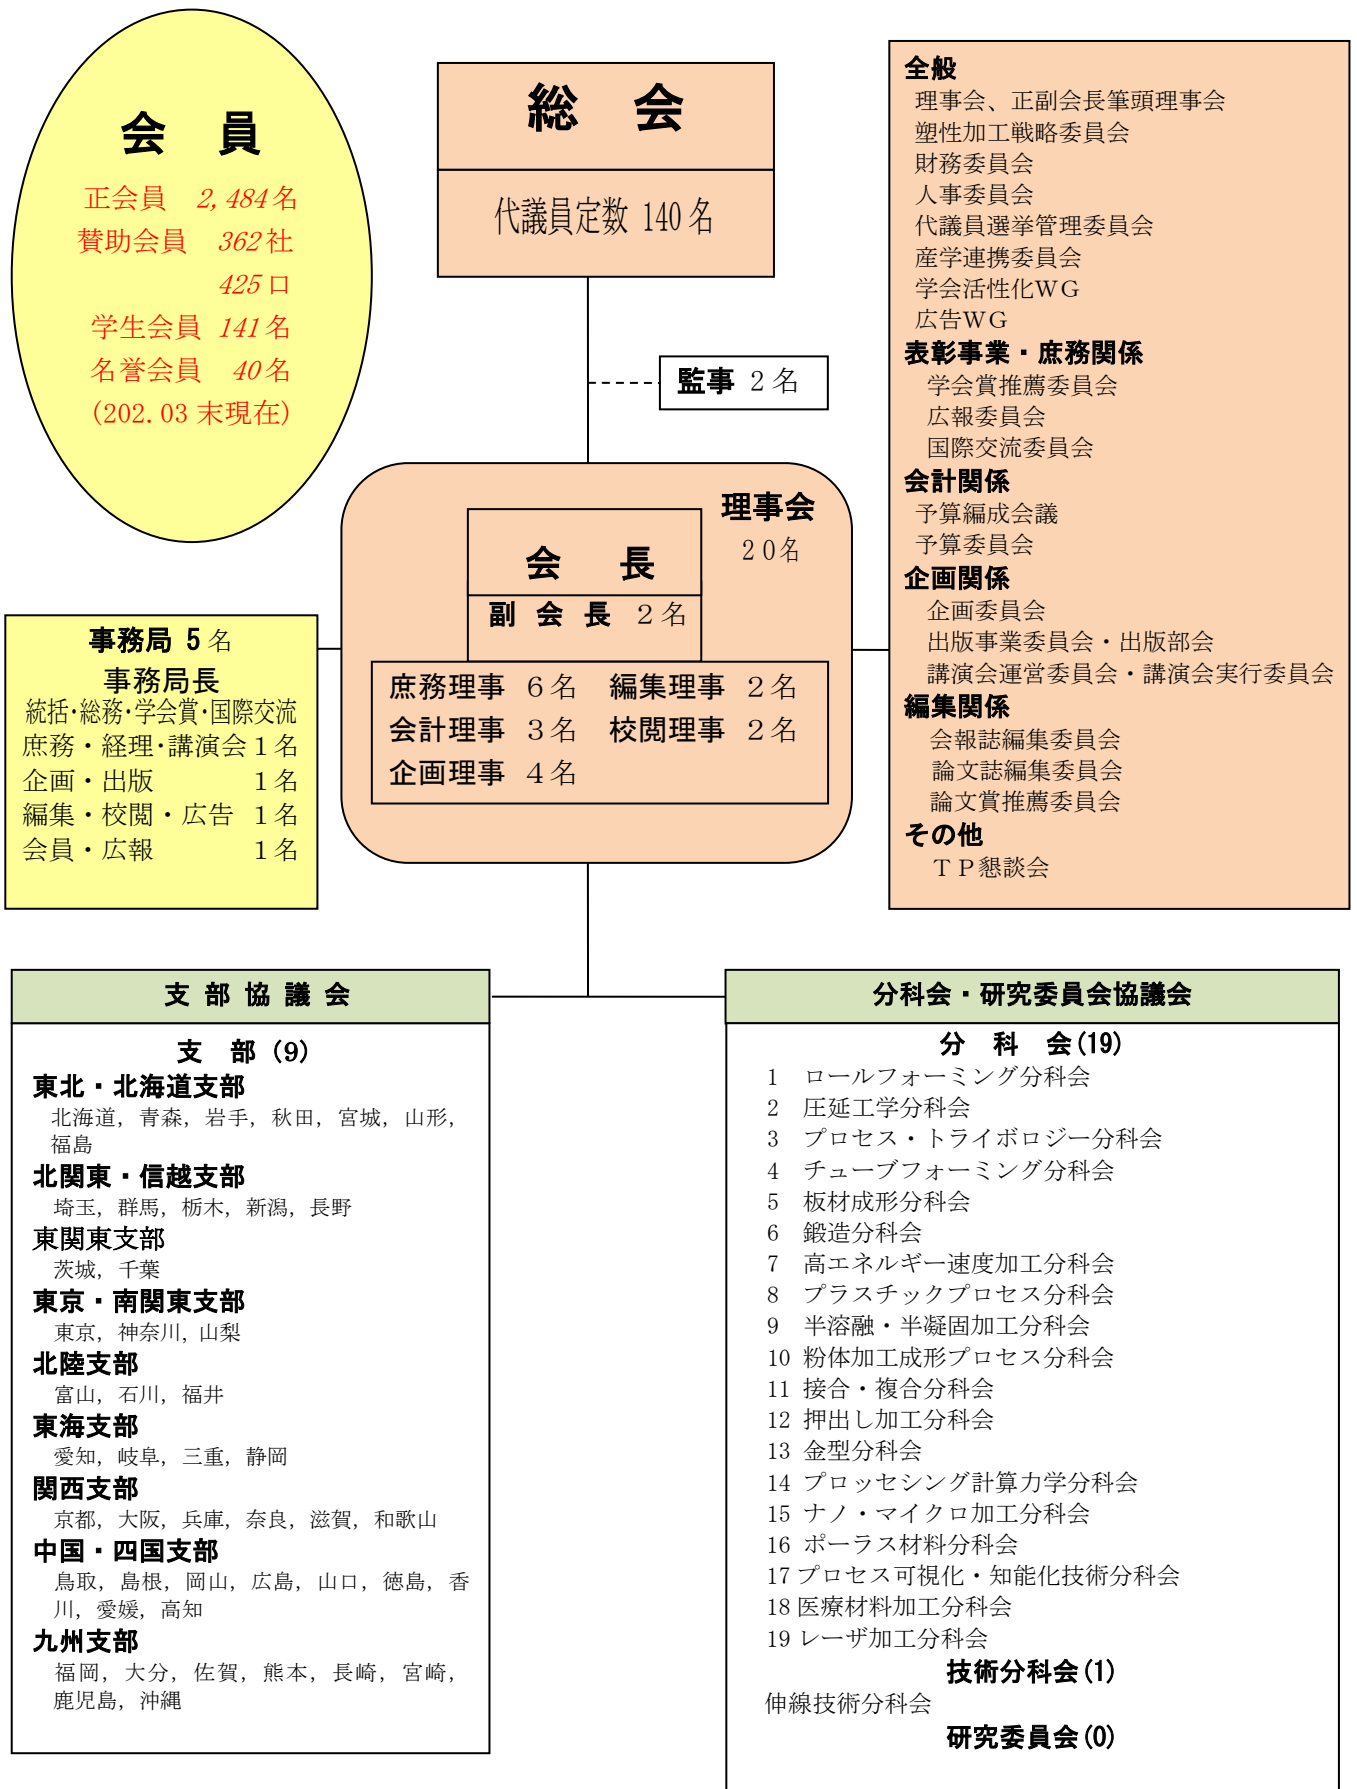 会　員
正会員　2,484名
賛助会員　362社
425口
学生会員　141名
名誉会員　40名
(202.03 末現在)
総　会
代議員定数 140名
監事 2名
理事会
20名
会　長
副 会 長 2名
庶務理事 6名　編集理事 2名
会計理事 3名　校閲理事 2名
企画理事 4名
事務局 5名
事務局長
統括・総務・学会賞・国際交流
庶務・経理・講演会1名
企画・出版　1名
編集・校閲・広告 1名
会員・広報　1名
全般
理事会、正副会長筆頭理事会
塑性加工戦略委員会
財務委員会
人事委員会
代議員選挙管理委員会
産学連携委員会
学会活性化WG
広告WG
表彰事業・庶務関係
学会賞推薦委員会
広報委員会
国際交流委員会
会計関係
予算編成会議
予算委員会
企画関係
企画委員会
出版事業委員会・出版部会
講演会運営委員会・講演会実行委員会
編集関係
会報誌編集委員会
論文誌編集委員会
論文賞推薦委員会
その他
ＴＰ懇談会
支 部 協 議 会
支　部 (9)
東北・北海道支部
北海道, 青森, 岩手, 秋田, 宮城, 山形,
福島
北関東・信越支部
埼玉, 群馬, 栃木, 新潟, 長野
東関東支部
茨城, 千葉
東京・南関東支部
東京, 神奈川, 山梨
北陸支部
富山, 石川, 福井
東海支部
愛知, 岐阜, 三重, 静岡
関西支部
京都, 大阪, 兵庫, 奈良, 滋賀, 和歌山
中国・四国支部
鳥取, 島根, 岡山, 広島, 山口, 徳島, 香
川, 愛媛, 高知
九州支部
福岡, 大分, 佐賀, 熊本, 長崎, 宮崎,
鹿児島, 沖縄
分科会・研究委員会協議会
分　科　会(19)
1 ロールフォーミング分科会
2 圧延工学分科会
3 プロセス・トライボロジー分科会
4 チューブフォーミング分科会
5 板材成形分科会
6 鍛造分科会
7 高エネルギー速度加工分科会
8 プラスチックプロセス分科会
9 半溶融・半凝固加工分科会
10 粉体加工成形プロセス分科会
11 接合・複合分科会
12 押出し加工分科会
13 金型分科会
14 プロッセシング計算力学分科会
15 ナノ・マイクロ加工分科会
16 ポーラス材料分科会
17 プロセス可視化・知能化技術分科会
18 医療材料加工分科会
19 レーザ加工分科会
技術分科会(1)
伸線技術分科会
研究委員会(0)